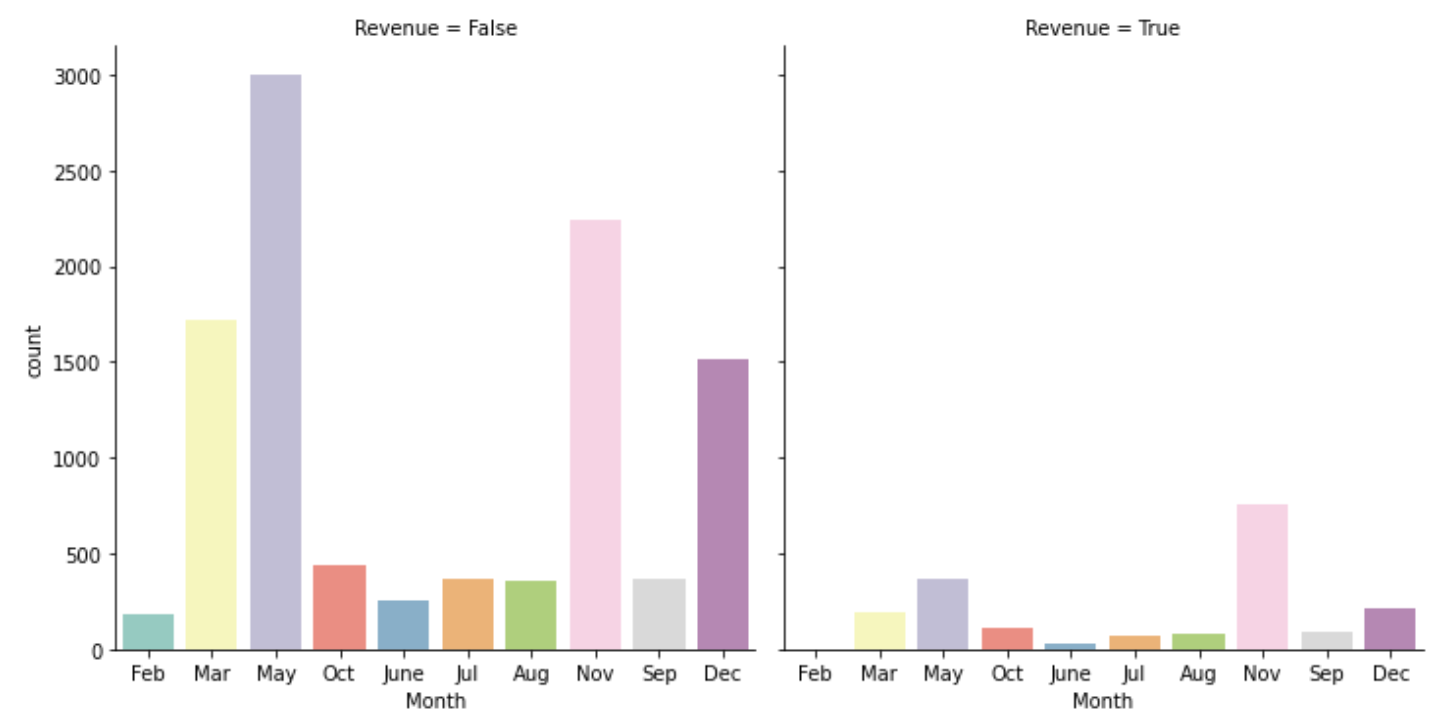 Revenue = False
Revenue = True
3000
2500
2000
1500
1000
500
0
count
Feb Mar May Oct June Jul Aug Nov Sep Dec
Month
Feb Mar May Oct June Jul Aug Nov Sep Dec
Month